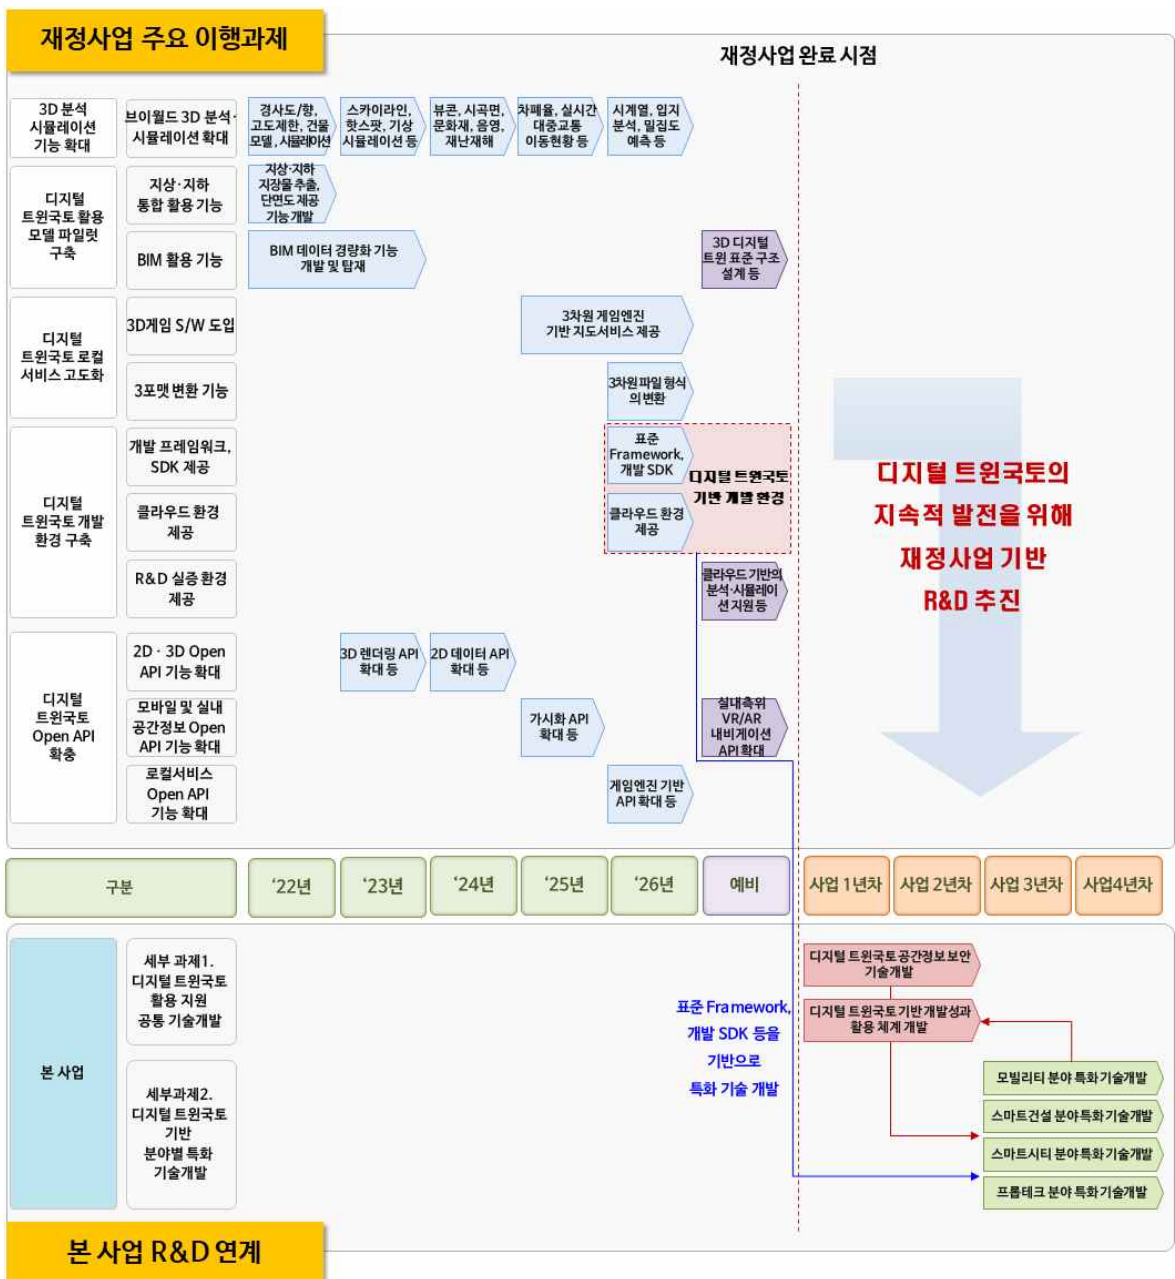 재정사업 주요 이행과제
재정사업 완료 시점
3D 분석
시뮬레이션
기능 확대
브이월드 3D 분석·
시뮬레이션 확대
경사도/향,
고도제한, 건물
모델, 시뮬레이션
스카이라인,
핫스팟, 기상
시뮬레이션 등
뷰콘, 시곡면,
문화재, 음영,
재난재해
차폐율, 실시간
대중교통
이동현황 등
시계열, 입지
분석, 밀집도
예측 등
디지털
트윈국토 활용
모델 파일럿
구축
지상·지하
통합 활용 기능
지상·지하
지장물 추출,
단면도 제공
기능 개발
BIM 활용 기능
BIM 데이터 경량화 기능
개발 및 탑재
3D 디지털
트윈 표준 구조
설계 등
디지털
트윈국토 로컬
서비스 고도화
3D게임 S/W 도입
3차원 게임엔진
기반 지도서비스 제공
3포맷 변환 기능
3차원 파일 형식
의 변환
디지털
트윈국토 개발
환경 구축
개발 프레임워크,
SDK 제공
표준
Framework,
개발 SDK
디지털 트윈국토
기반 개발 환경
클라우드 환경
제공
클라우드 환경
제공
R&D 실증 환경
제공
클라우드 기반의
분석·시뮬레이
션 지원 등
디지털 트윈국토의
지속적 발전을 위해
재정사업 기반
R&D 추진
디지털
트윈국토
Open API
확충
2D · 3D Open
API 기능 확대
3D 렌더링 API
확대 등
2D 데이터 API
확대 등
모바일 및 실내
공간정보 Open
API 기능 확대
가시화 API
확대 등
실내측위
VR/AR
내비게이션
API 확대
로컬서비스
Open API
기능 확대
게임엔진 기반
API 확대 등
구분
‘22년
‘23년
‘24년
‘25년
‘26년
예비
사업 1년차
사업 2년차
사업 3년차
사업4년차
본 사업
세부 과제1.
디지털 트윈국토
활용 지원
공통 기술개발
디지털 트윈국토 공간정보 보안
기술개발
디지털 트윈국토 기반 개발성과
활용 체계 개발
표준 Framework,
개발 SDK 등을
기반으로
특화 기술 개발
세부과제2.
디지털 트윈국토
기반
분야별 특화
기술개발
모빌리티 분야 특화 기술개발
스마트건설 분야 특화 기술개발
스마트시티 분야 특화 기술개발
프롭테크 분야 특화 기술개발
본 사업 R&D 연계